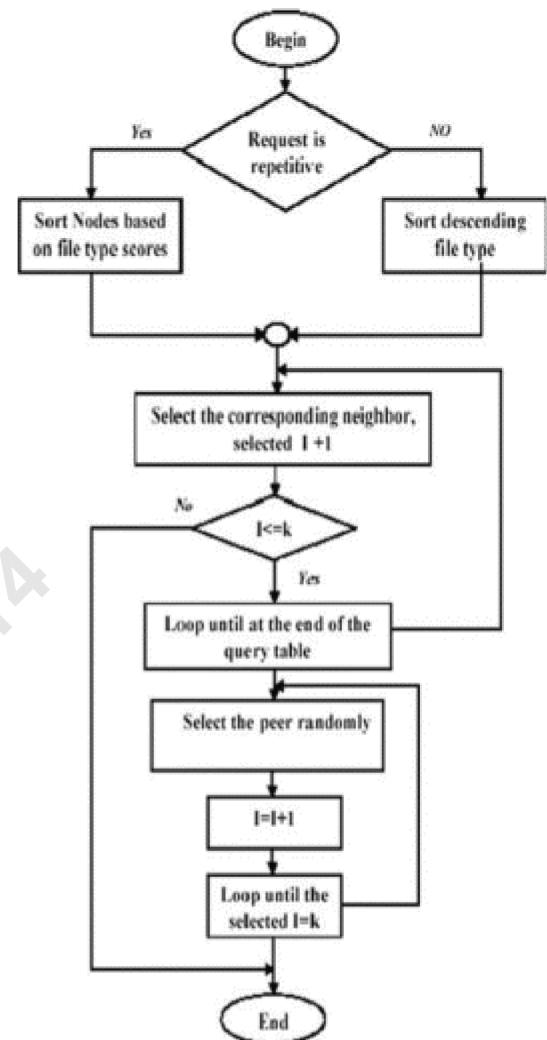 Begin
Yes
NO
Request is
repetitive
Sort Nodes based
on file type scores
Sort descending
file type
Select the corresponding neighbor,
selected I +1
No
I<=k
Yes
Loop until at the end of the
query table
Select the peer randomly
I=I+1
Loop until the
selected I=k
End
14